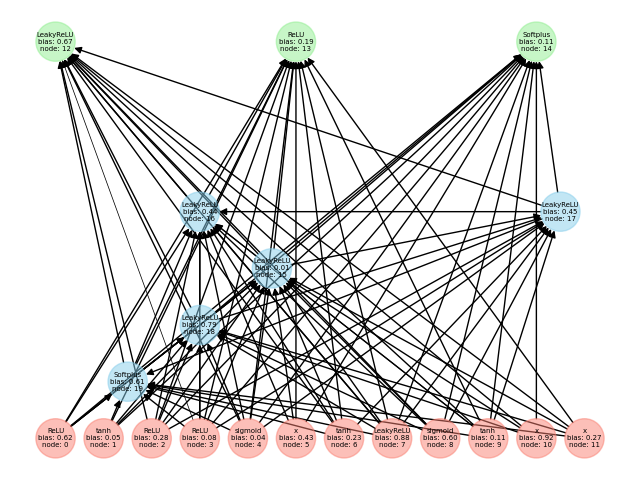 LeakyReLU
bias: 0.67
node: 12
ReLU
bias: 0.19
node: 13
Softplus
bias: 0.11
node: 14
LeakyReLU
bias: 0.44
node: 16
LeakyReLU
bias: 0.45
node: 17
LeakyReLU
bias: 0.01
node: 15
LeakyReLU
bias: 0.79
node: 18
Softplus
bias: 0.61
node: 19
ReLU
bias: 0.62
node: 0
tanh
bias: 0.05
node: 1
ReLU
bias: 0.28
node: 2
ReLU
bias: 0.08
node: 3
sigmoid
bias: 0.04
node: 4
x
bias: 0.43
node: 5
tanh
bias: 0.23
node: 6
LeakyReLU
bias: 0.88
node: 7
sigmoid
bias: 0.60
node: 8
tanh
bias: 0.11
node: 9
x
bias: 0.92
node: 10
x
bias: 0.27
node: 11